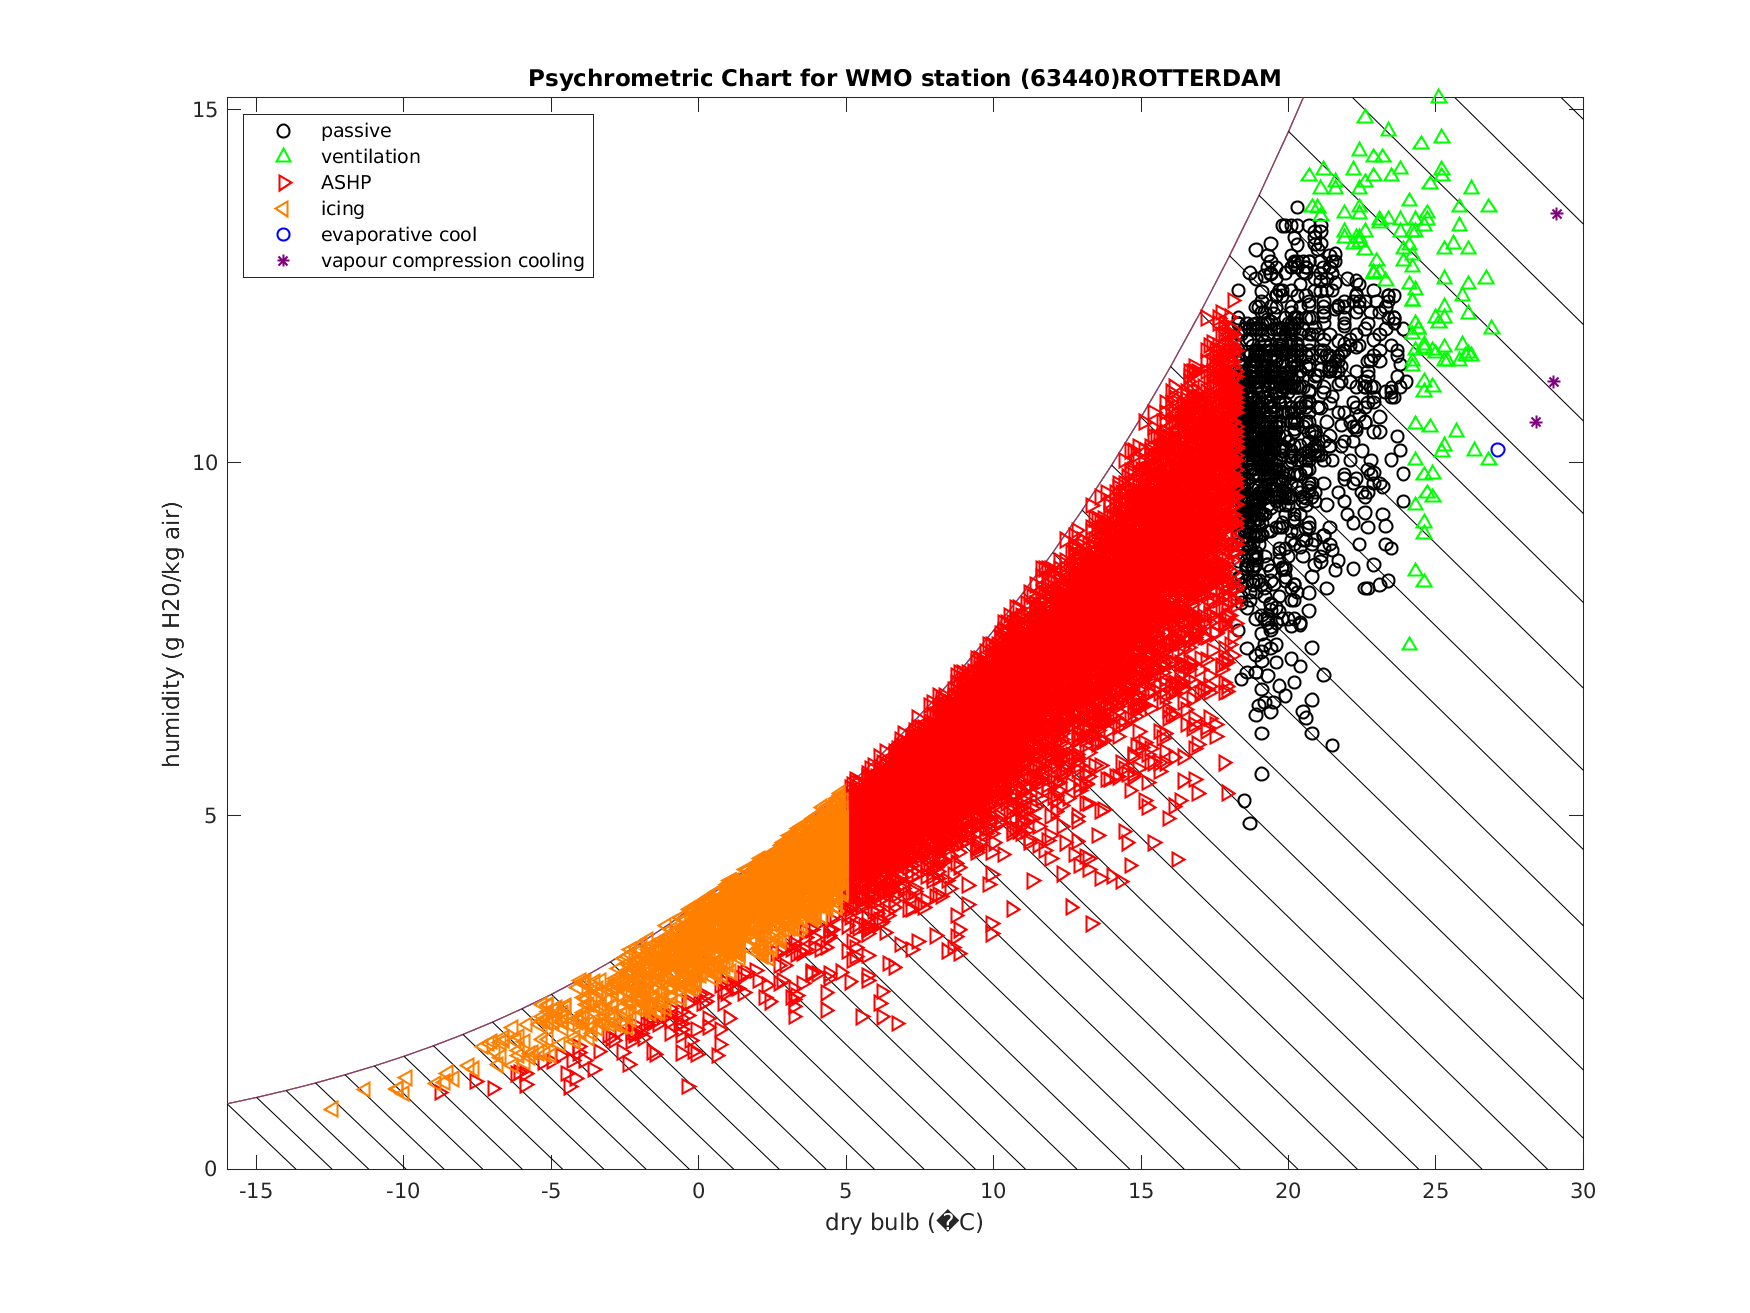 Psychrometric Chart for WMO station (63440)ROTTERDAM
passive
ventilation
ASHP
icing
evaporative cool
vapour compression cooling
15
10
5
0
humidity (g H20/kg air)
-15 -10 -5 0 5 10 15 20 25 30
dry bulb (�C)